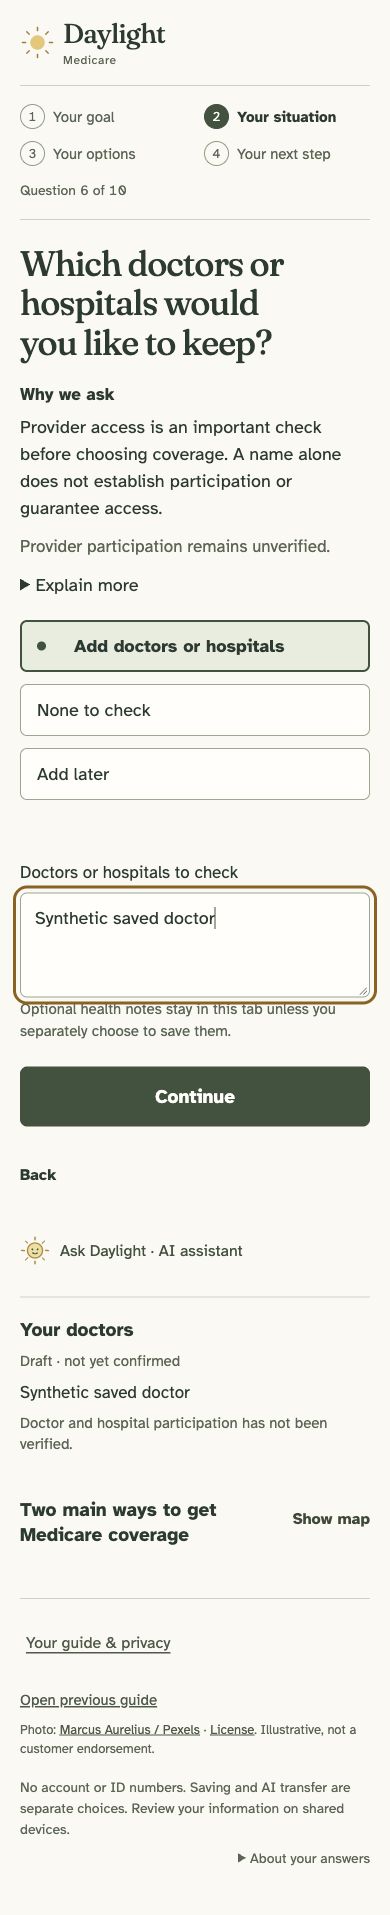 Daylight
Medicare
1 Your goal
2 Your situation
3 Your options
4 Your next step
Question 6 of 10
Which doctors or
hospitals would
you like to keep?
Why we ask
Provider access is an important check
before choosing coverage. A name alone
does not establish participation or
guarantee access.
Provider participation remains unverified.
Explain more
Add doctors or hospitals
None to check
Add later
Doctors or hospitals to check
Synthetic saved doctor
Optional health notes stay in this tab unless you
separately choose to save them.
Continue
Back
Ask Daylight · AI assistant
Your doctors
Draft · not yet confirmed
Synthetic saved doctor
Doctor and hospital participation has not been
verified.
Two main ways to get
Medicare coverage
Show map
Your guide & privacy
Open previous guide
Photo: Marcus Aurelius / Pexels · License. Illustrative, not a
customer endorsement.
No account or ID numbers. Saving and AI transfer are
separate choices. Review your information on shared
devices.
About your answers